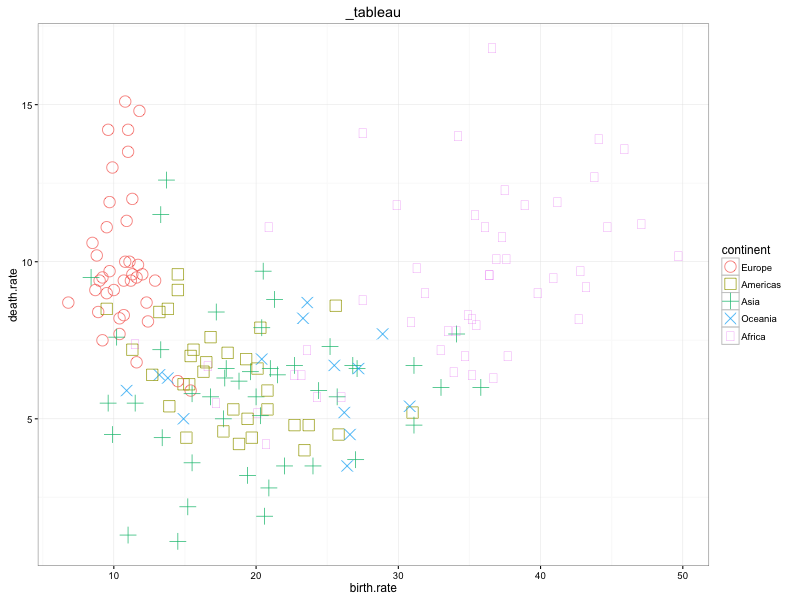 _tableau
death.rate
15
10
5
10 20 30 40 50
birth.rate
continent
Europe
Americas
Asia
Oceania
Africa